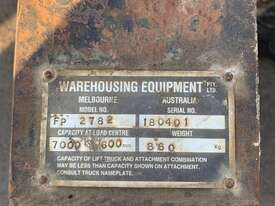 WAREHOUSING EQUIPMENT PTY. LTD.
MELBOURNE AUSTRALIA
MODEL NO. SERIAL NO.
FP 2782 180401
CAPACITY AT LOAD CENTRE WEIGHT
7000 600 mm 860 Kg
CAPACITY OF LIFT TRUCK AND ATTACHMENT COMBINATION
MAY BE LESS THAN CAPACITY SHOWN ON ATTACHMENT.
CONSULT TRUCK NAMEPLATE.